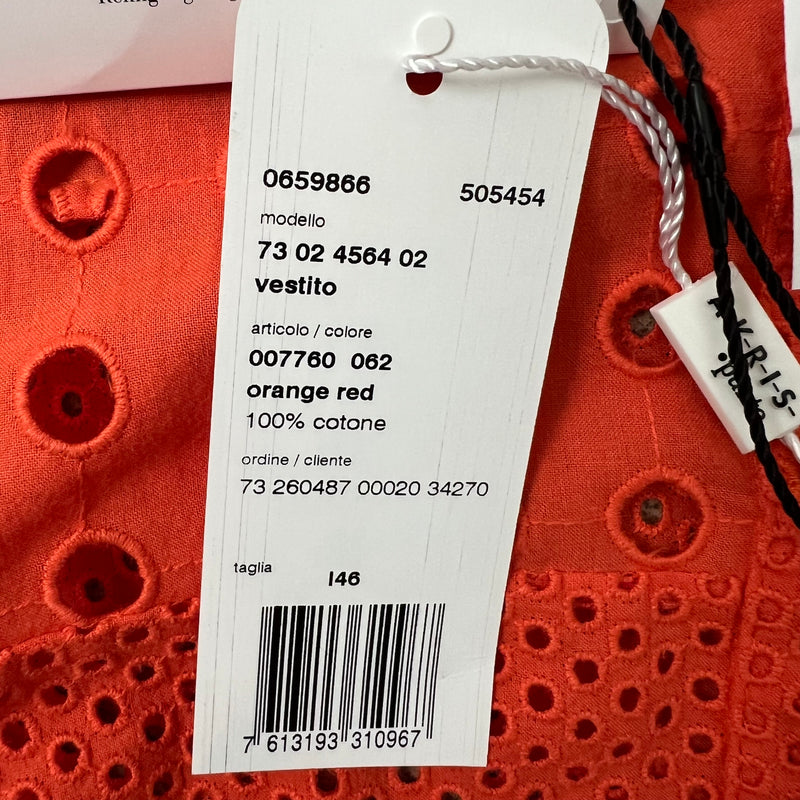 0659866 505454
modello
73 02 4564 02
vestito
articolo / colore
007760 062
orange red
100% cotone
ordine / cliente
73 260487 00020 34270
taglia I46
7 613193 310967
A-K-R-I-S-